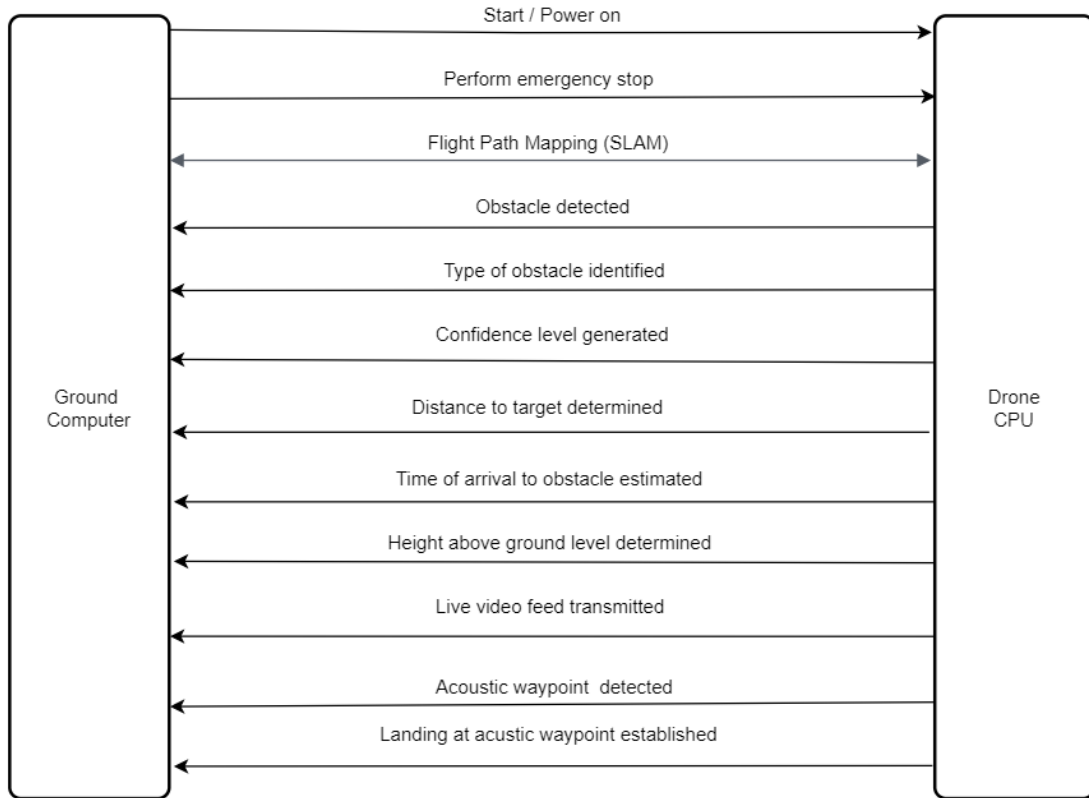 Start / Power on
Perform emergency stop
Flight Path Mapping (SLAM)
Obstacle detected
Type of obstacle identified
Confidence level generated
Ground
Computer
Drone
CPU
Distance to target determined
Time of arrival to obstacle estimated
Height above ground level determined
Live video feed transmitted
Acoustic waypoint detected
Landing at acustic waypoint established